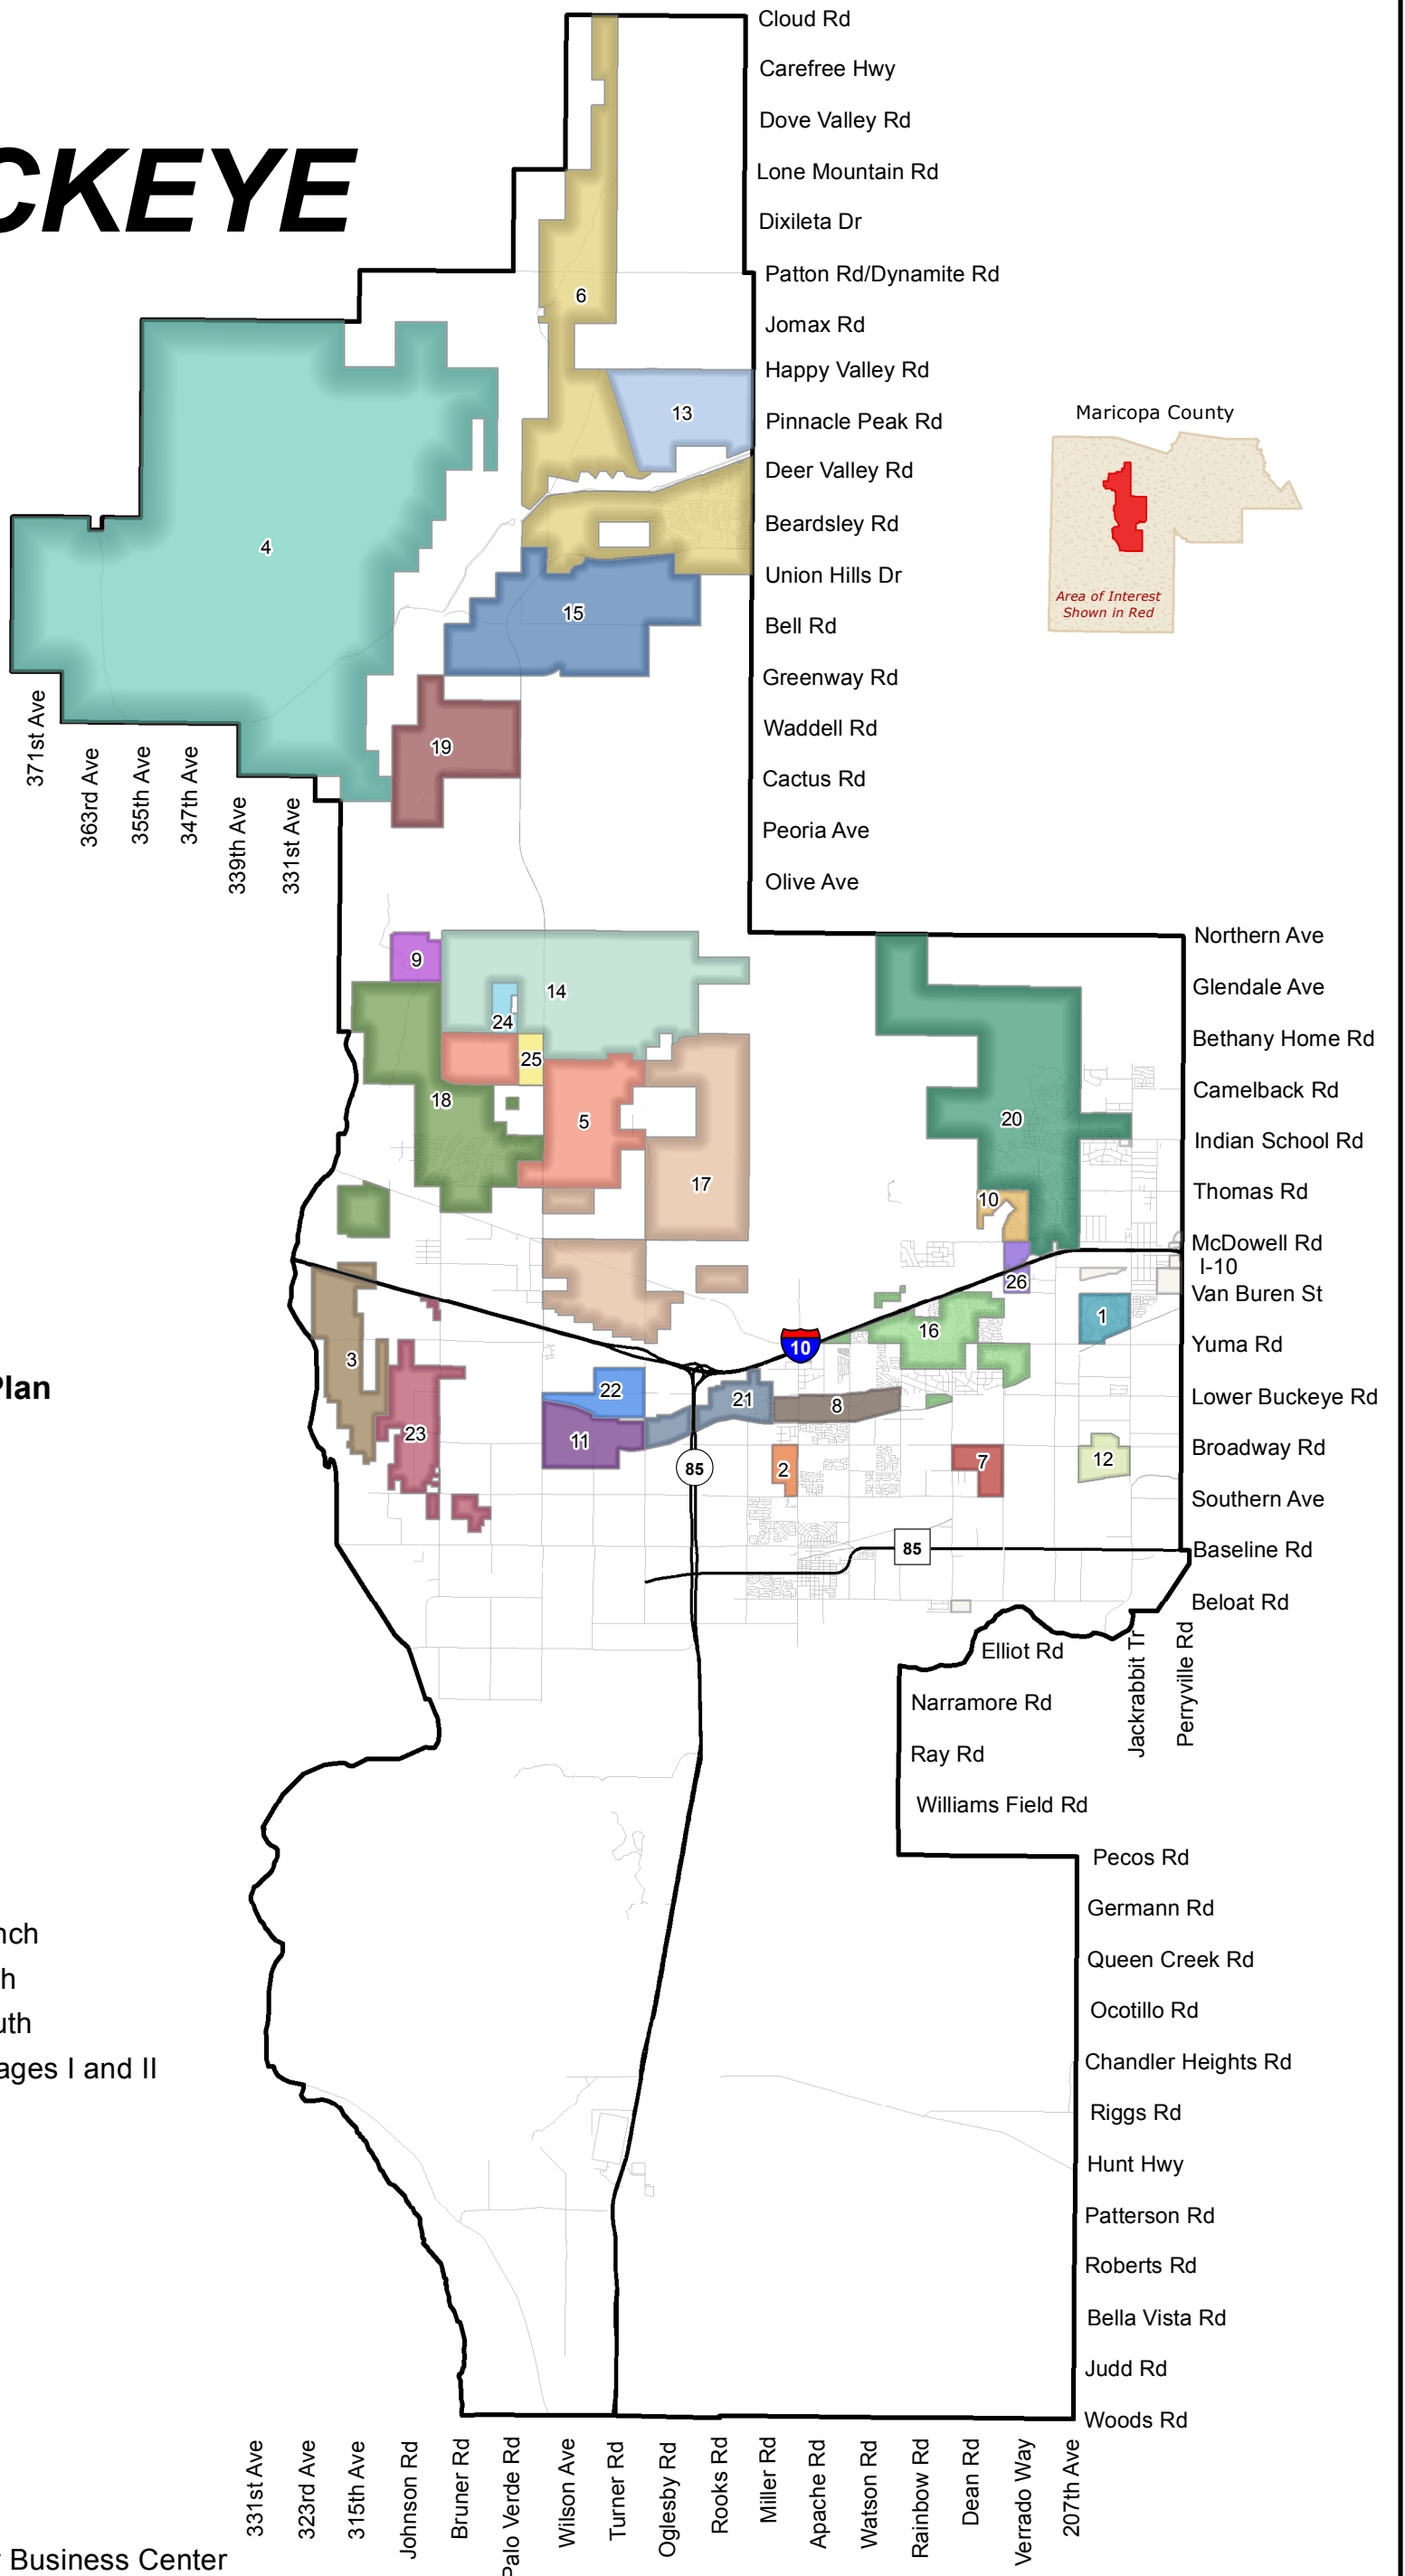 CKEYE
Cloud Rd
Carefree Hwy
Dove Valley Rd
Lone Mountain Rd
Dixileta Dr
Patton Rd/Dynamite Rd
Jomax Rd
Happy Valley Rd
Pinnacle Peak Rd
Deer Valley Rd
Beardsley Rd
Union Hills Dr
Bell Rd
Greenway Rd
Waddell Rd
Cactus Rd
Peoria Ave
Olive Ave
Maricopa County
Area of Interest
Shown in Red
6
13
4
15
19
371st Ave
363rd Ave
355th Ave
347th Ave
339th Ave
331st Ave
Northern Ave
Glendale Ave
Bethany Home Rd
Camelback Rd
Indian School Rd
Thomas Rd
McDowell Rd
I-10
Van Buren St
Yuma Rd
Lower Buckeye Rd
Broadway Rd
Southern Ave
Baseline Rd
Beloat Rd
9
14
24
25
18
5
20
17
10
26
1
16
10
3
22
21
8
23
11
2
7
12
85
85
Plan
Elliot Rd
Jackrabbit Tr
Perryville Rd
Narramore Rd
Ray Rd
Williams Field Rd
Pecos Rd
Germann Rd
Queen Creek Rd
Ocotillo Rd
Chandler Heights Rd
Riggs Rd
Hunt Hwy
Patterson Rd
Roberts Rd
Bella Vista Rd
Judd Rd
Woods Rd
nch
h
uth
ages I and II
331st Ave
323rd Ave
315th Ave
Johnson Rd
Bruner Rd
Palo Verde Rd
Wilson Ave
Turner Rd
Oglesby Rd
Rooks Rd
Miller Rd
Apache Rd
Watson Rd
Rainbow Rd
Dean Rd
Verrado Way
207th Ave
Business Center